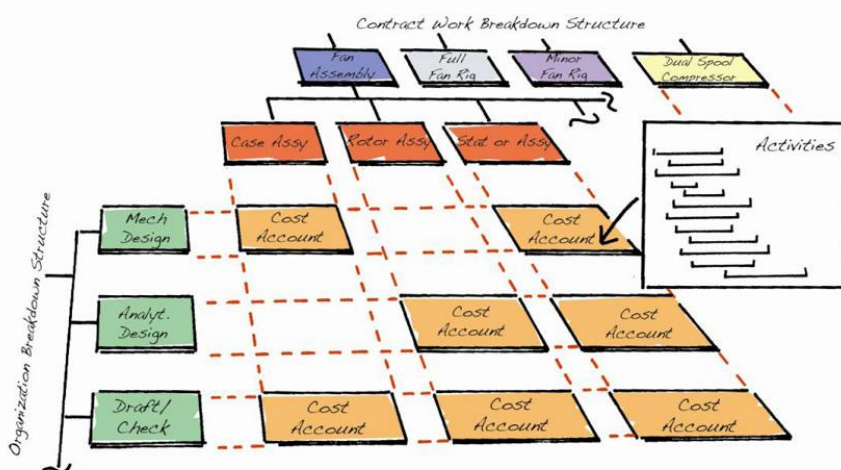 Contract Work Breakdown Structure
Fan
Assembly
Full
Fan Rig
Minor
Fan Rig
Dual Spool
Compressor
Case Assy
Rotor Assy
Stat or Assy
Activities
Organization Breakdown Structure
Mech
Design
Cost
Account
Cost
Account
Analyt.
Design
Cost
Account
Cost
Account
Draft/
Check
Cost
Account
Cost
Account
Cost
Account